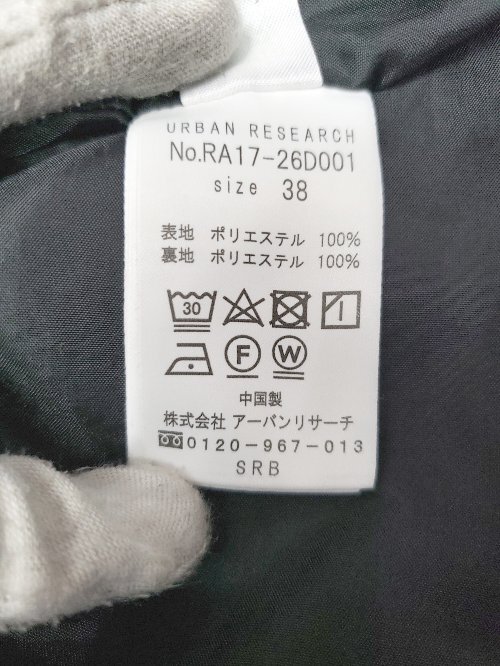 URBAN RESEARCH
No.RA17-26D001
size 38
表地 ポリエステル 100%
裏地 ポリエステル 100%
30
F W
中国製
株式会社 アーバンリサーチ
0120-967-013
SRB